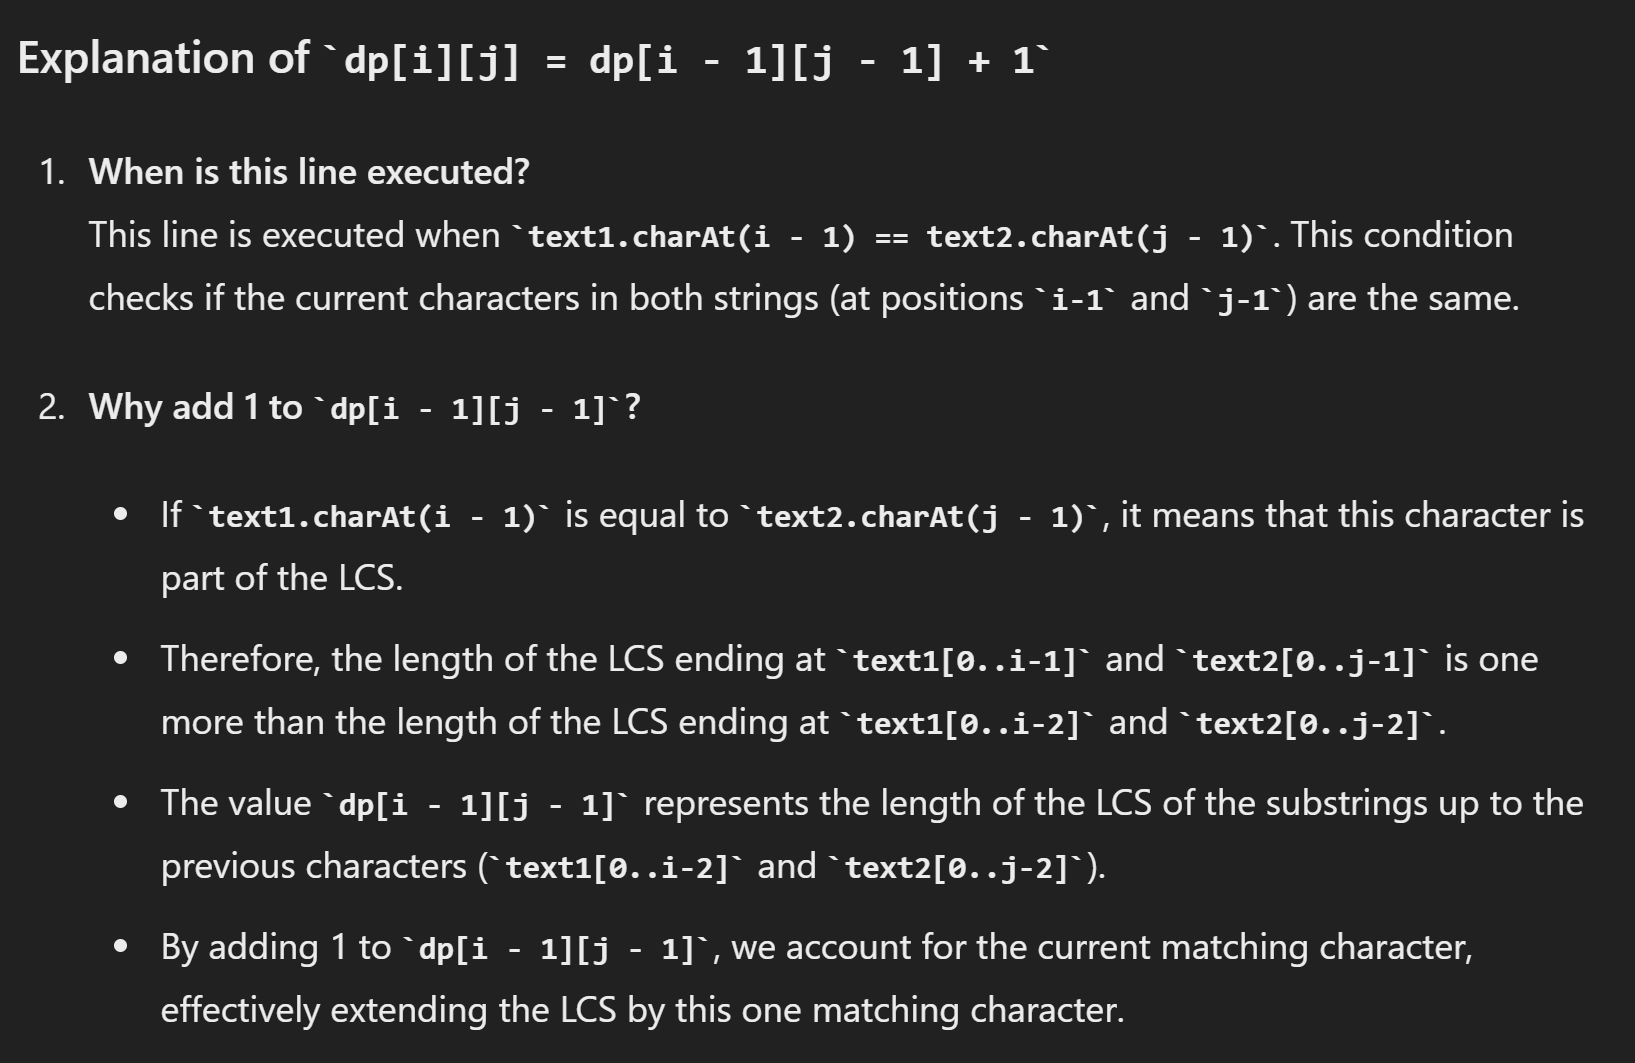 Explanation of `dp[i][j] = dp[i - 1][j - 1] + 1`
1. When is this line executed?
This line is executed when `text1.charAt(i - 1) == text2.charAt(j - 1)`. This condition
checks if the current characters in both strings (at positions `i-1` and `j-1`) are the same.
2. Why add 1 to `dp[i - 1][j - 1]`?
• If `text1.charAt(i - 1)` is equal to `text2.charAt(j - 1)`, it means that this character is
part of the LCS.
• Therefore, the length of the LCS ending at `text1[0..i-1]` and `text2[0..j-1]` is one
more than the length of the LCS ending at `text1[0..i-2]` and `text2[0..j-2]`.
• The value `dp[i - 1][j - 1]` represents the length of the LCS of the substrings up to the
previous characters (`text1[0..i-2]` and `text2[0..j-2]`).
• By adding 1 to `dp[i - 1][j - 1]`, we account for the current matching character,
effectively extending the LCS by this one matching character.